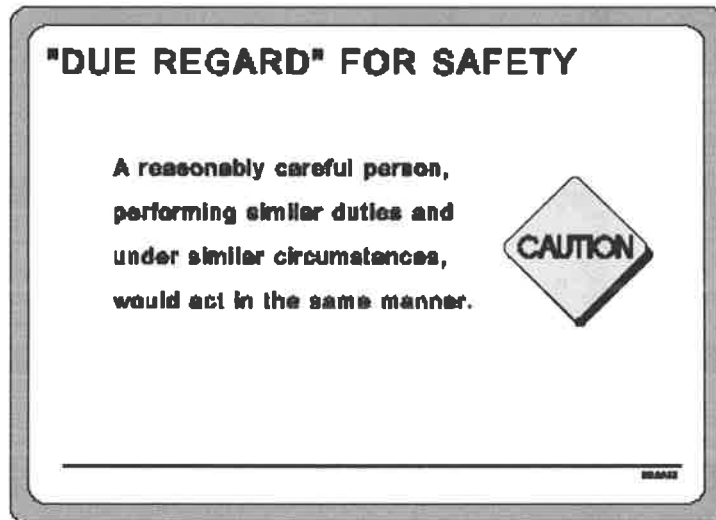 "DUE REGARD" FOR SAFETY
A reasonably careful person,
performing similar duties and
under similar circumstances,
would act in the same manner.
CAUTION